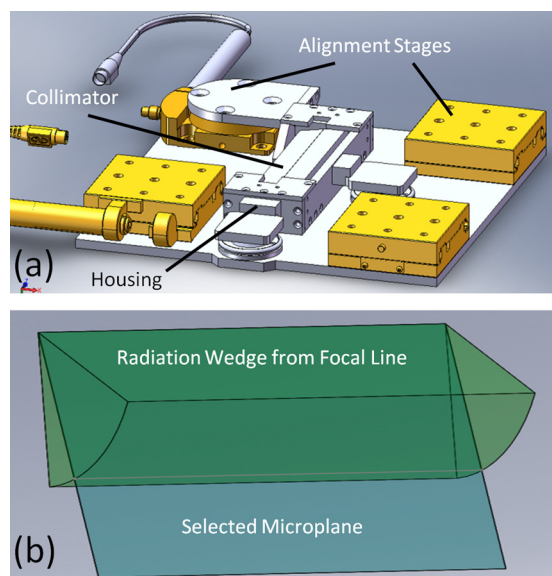 Alignment Stages
Collimator
Housing
(a)
Radiation Wedge from Focal Line
Selected Microplane
(b)